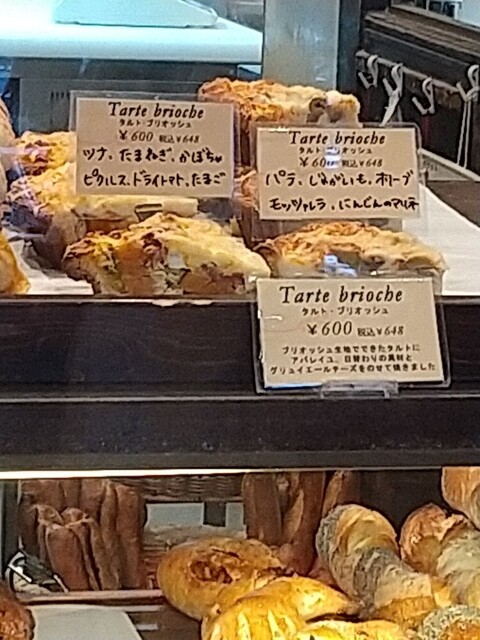 Tarte brioche
タルト・ブリオッシュ
￥600 税込￥648
ツナ、たまねぎ、かぼちゃ
ピクルス、ドライトマト、たまご
Tarte brioche
タルト・ブリオッシュ
￥600 税込￥648
パテ、じゃがいも、オリーブ
モッツァレラ、にんじんのマリネ
Tarte brioche
タルト・ブリオッシュ
￥600 税込￥648
ブリオッシュ生地でできたタルトに
アパレイユ、日替わりの具材と
グリュイエールチーズをのせて焼きました